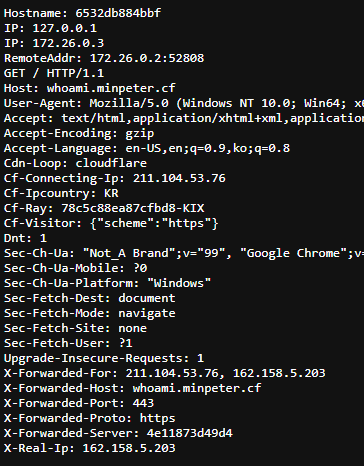 Hostname: 6532db884bbf
IP: 127.0.0.1
IP: 172.26.0.3
RemoteAddr: 172.26.0.2:52808
GET / HTTP/1.1
Host: whoami.minpeter.cf
User-Agent: Mozilla/5.0 (Windows NT 10.0; Win64; x6
Accept: text/html,application/xhtml+xml,application
Accept-Encoding: gzip
Accept-Language: en-US,en;q=0.9,ko;q=0.8
Cdn-Loop: cloudflare
Cf-Connecting-Ip: 211.104.53.76
Cf-Ipcountry: KR
Cf-Ray: 78c5c88ea87cfbd8-KIX
Cf-Visitor: {"scheme":"https"}
Dnt: 1
Sec-Ch-Ua: "Not_A Brand";v="99", "Google Chrome";v=
Sec-Ch-Ua-Mobile: ?0
Sec-Ch-Ua-Platform: "Windows"
Sec-Fetch-Dest: document
Sec-Fetch-Mode: navigate
Sec-Fetch-Site: none
Sec-Fetch-User: ?1
Upgrade-Insecure-Requests: 1
X-Forwarded-For: 211.104.53.76, 162.158.5.203
X-Forwarded-Host: whoami.minpeter.cf
X-Forwarded-Port: 443
X-Forwarded-Proto: https
X-Forwarded-Server: 4e11873d49d4
X-Real-Ip: 162.158.5.203